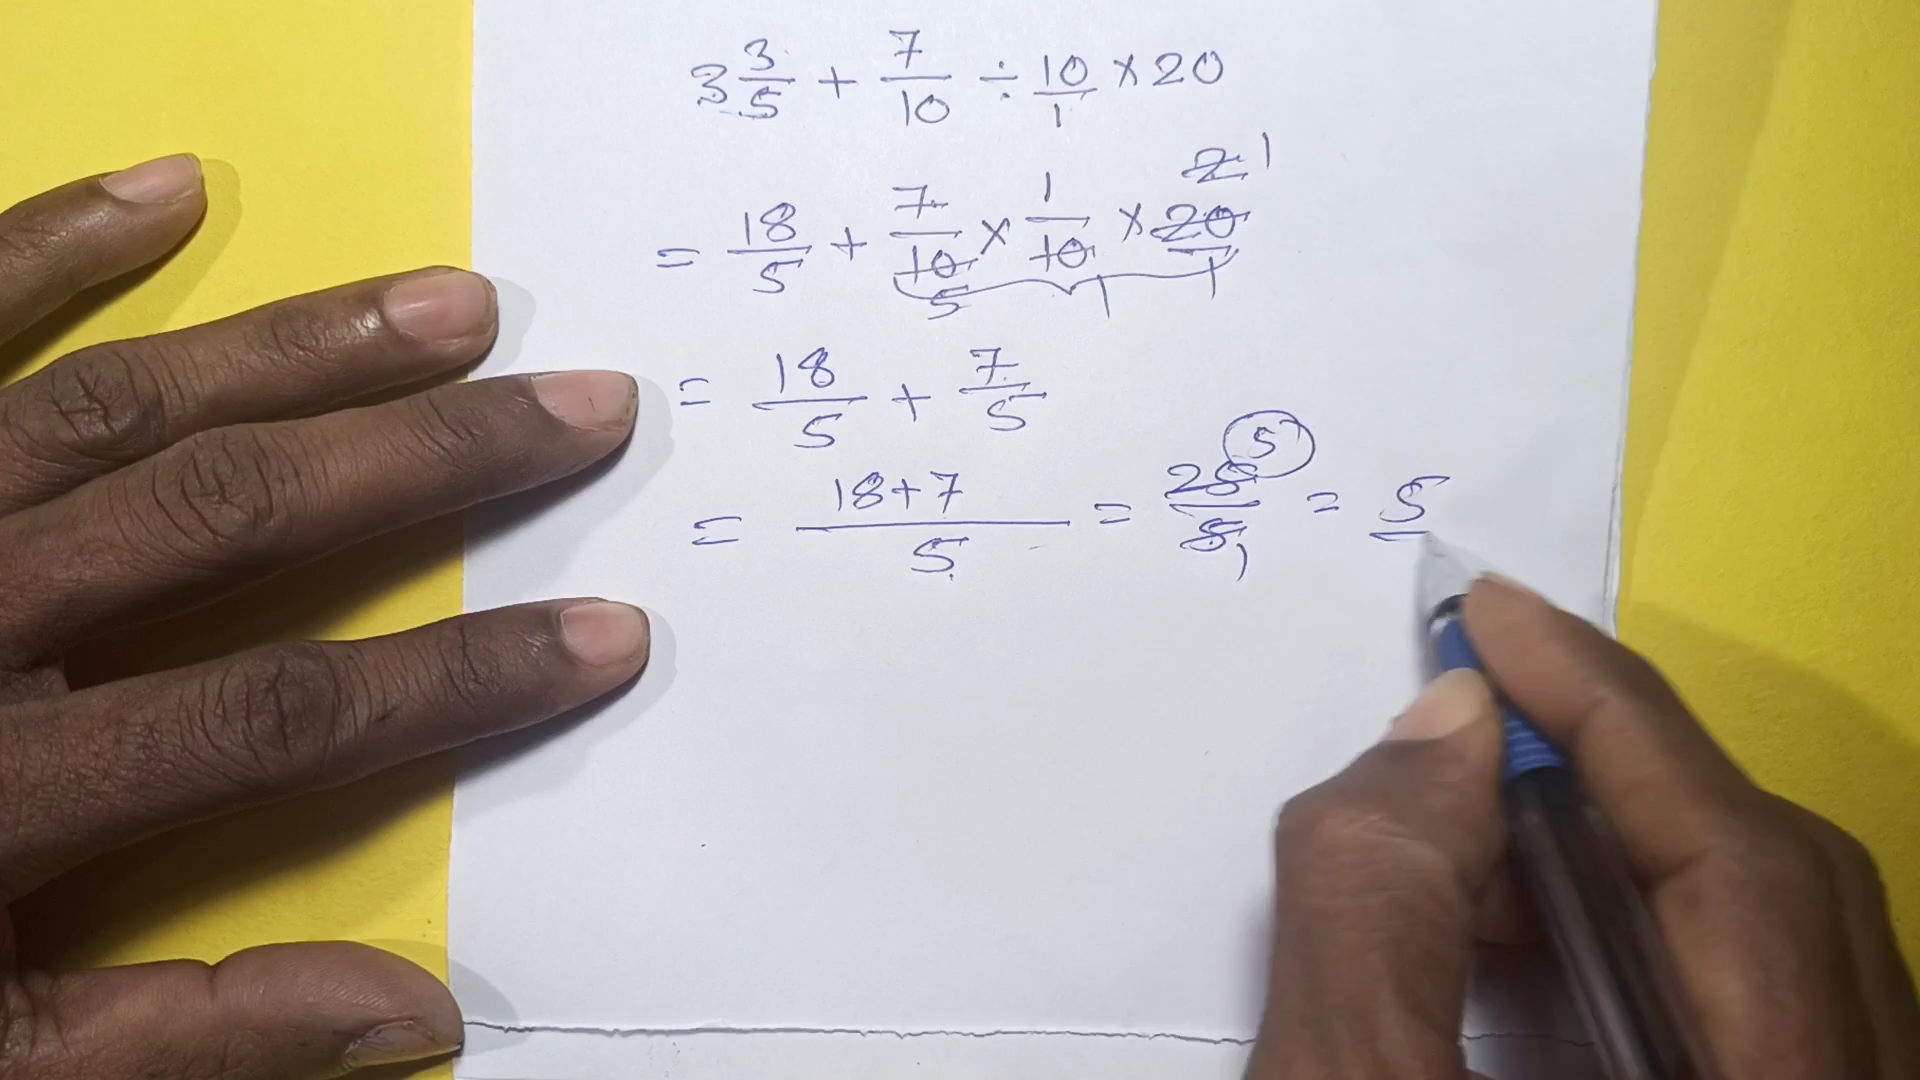 3 3/5 + 7/10 ÷ 10/1 × 20
2 1
= 18/5 + 7/10 × 1/10 × 20/1
5 1
= 18/5 + 7/5
5
= 18+7/5 = 25/5 = 5
1